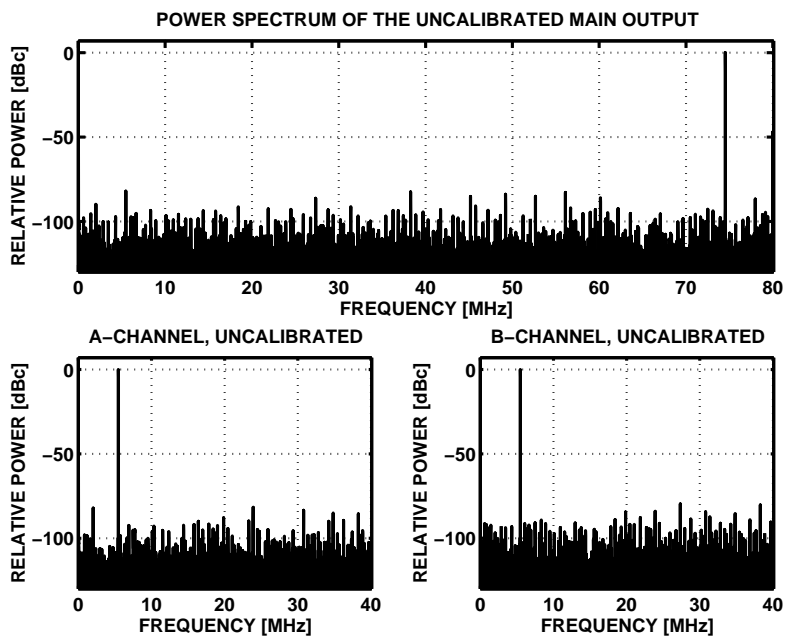 POWER SPECTRUM OF THE UNCALIBRATED MAIN OUTPUT
RELATIVE POWER [dBc]
0
−50
−100
0 10 20 30 40 50 60 70 80
FREQUENCY [MHz]
A−CHANNEL, UNCALIBRATED
RELATIVE POWER [dBc]
0
−50
−100
0 10 20 30 40
FREQUENCY [MHz]
B−CHANNEL, UNCALIBRATED
RELATIVE POWER [dBc]
0
−50
−100
0 10 20 30 40
FREQUENCY [MHz]